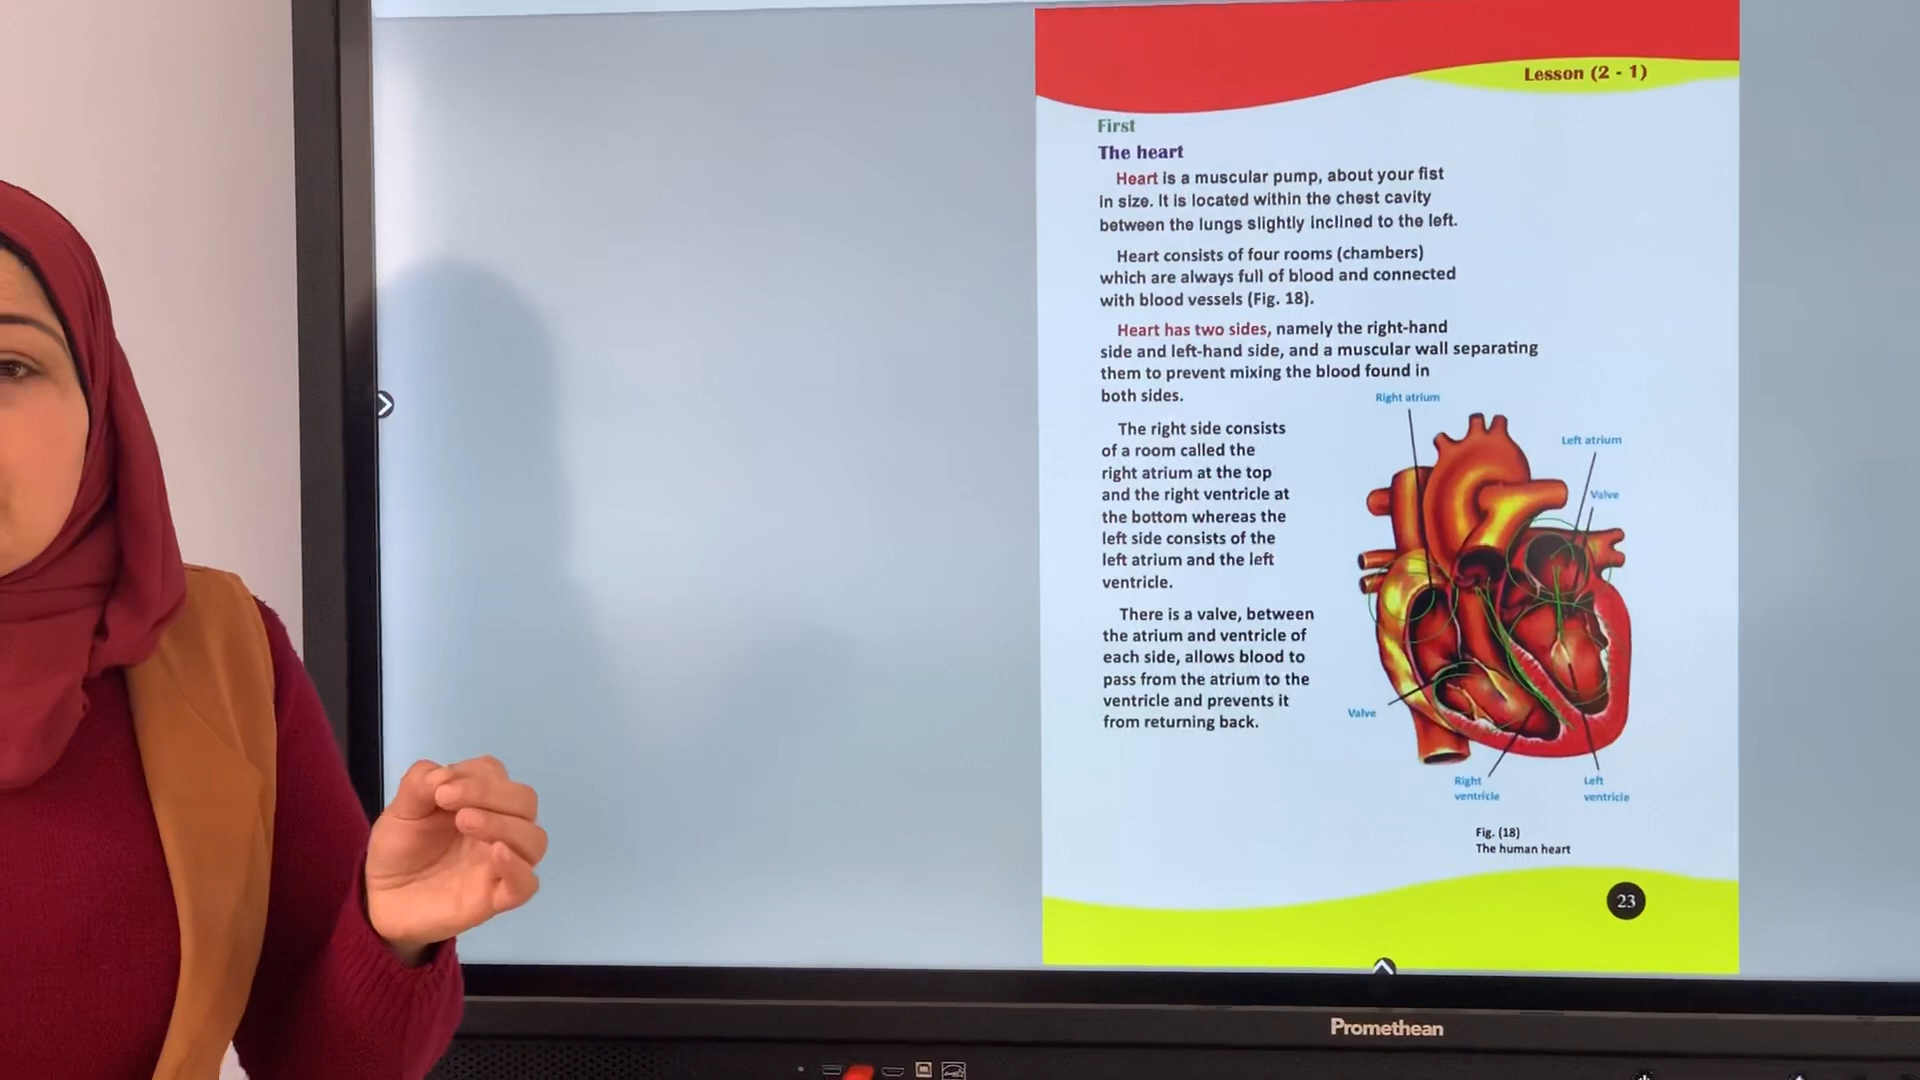 Lesson (2 - 1)
First
The heart
Heart is a muscular pump, about your fist
in size. It is located within the chest cavity
between the lungs slightly inclined to the left.
Heart consists of four rooms (chambers)
which are always full of blood and connected
with blood vessels (Fig. 18).
Heart has two sides, namely the right-hand
side and left-hand side, and a muscular wall separating
them to prevent mixing the blood found in
both sides.
The right side consists
of a room called the
right atrium at the top
and the right ventricle at
the bottom whereas the
left side consists of the
left atrium and the left
ventricle.
There is a valve, between
the atrium and ventricle of
each side, allows blood to
pass from the atrium to the
ventricle and prevents it
from returning back.
Right atrium
Left atrium
Valve
Valve
Right
ventricle
Left
ventricle
Fig. (18)
The human heart
23
Promethean